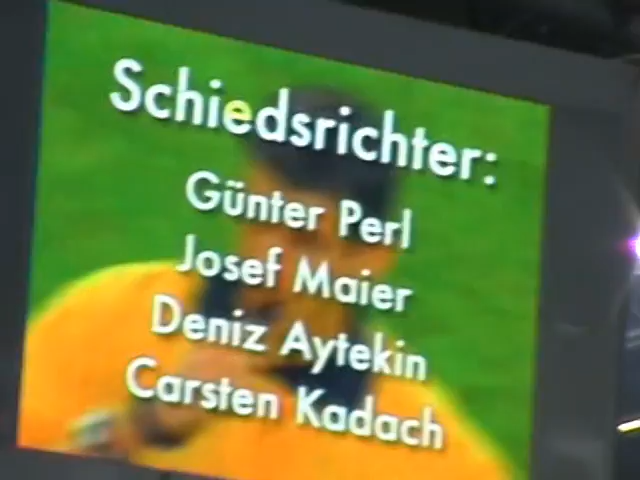 Schiedsrichter:
Günter Perl
Josef Maier
Deniz Aytekin
Carsten Kadach